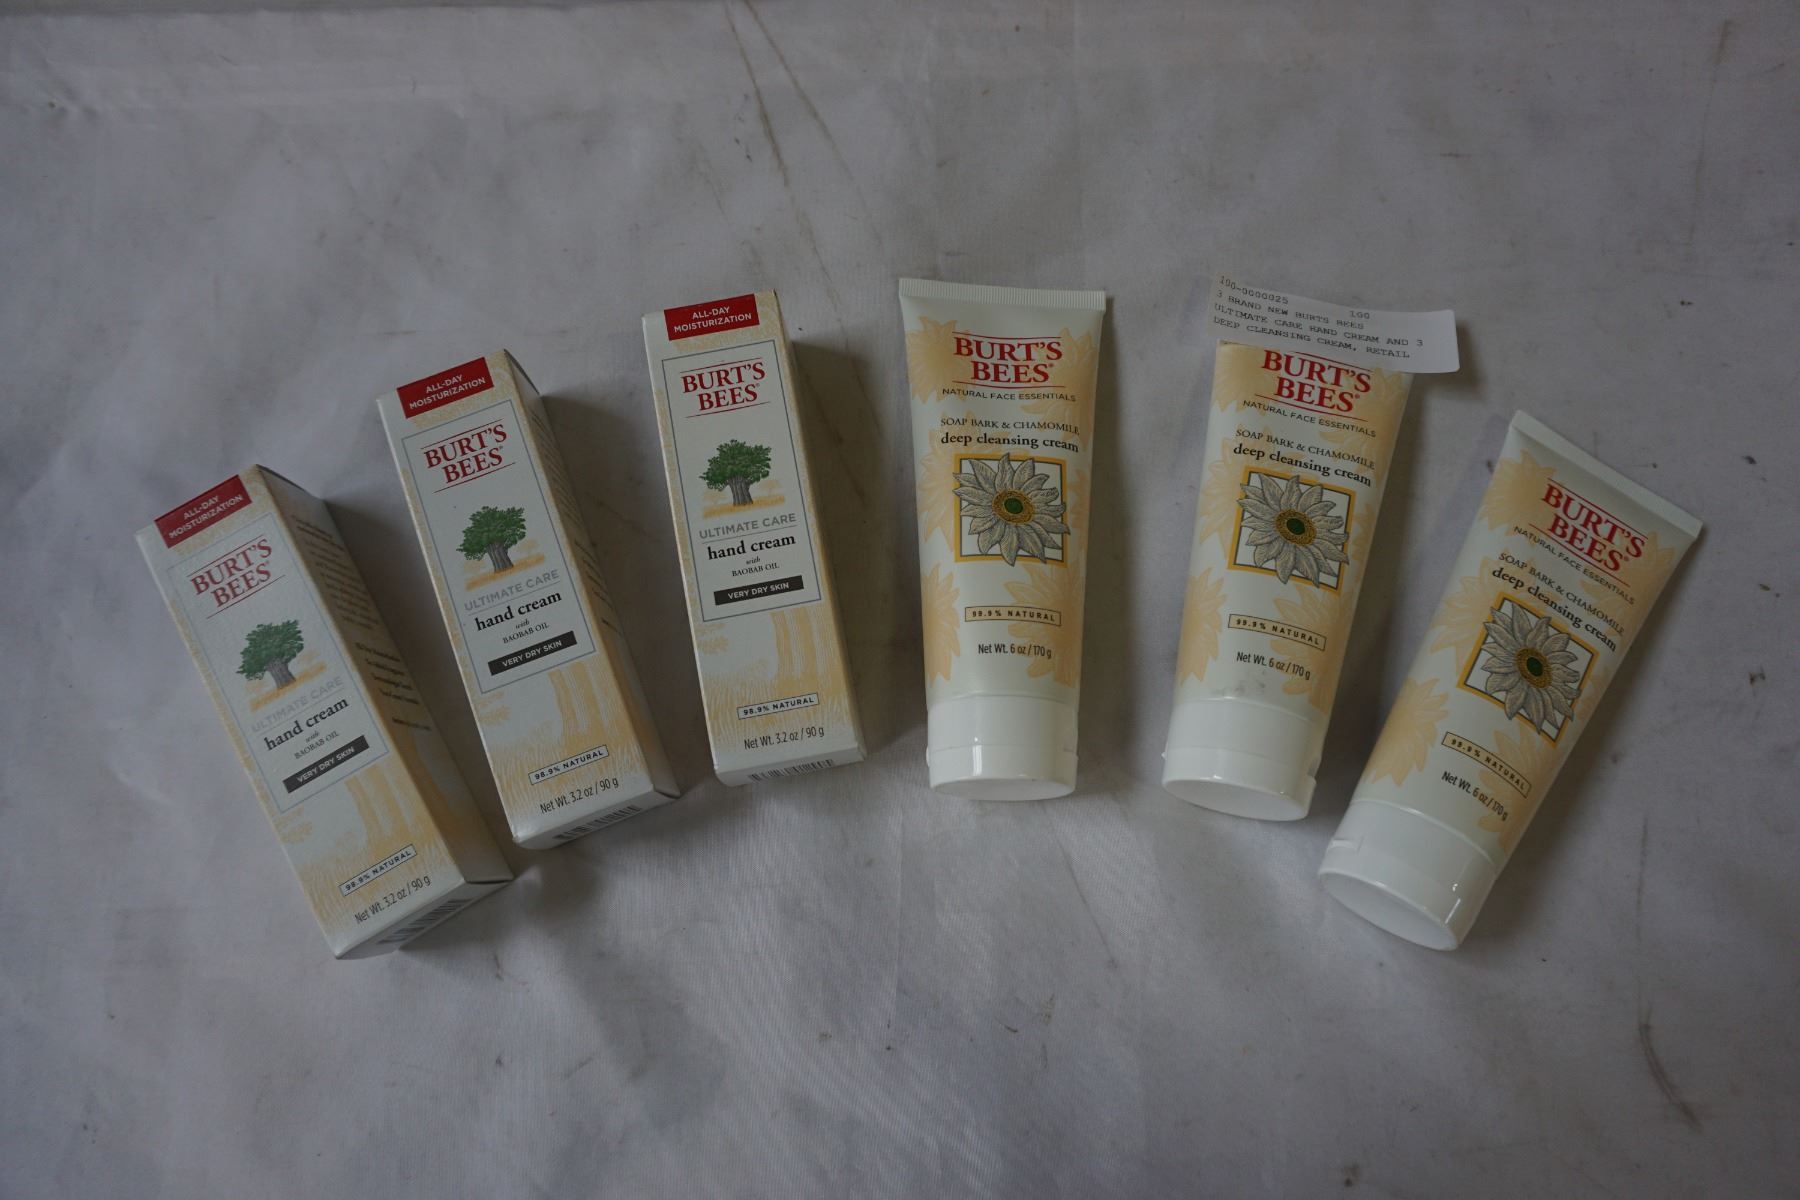 ALL-DAY
MOISTURIZATION
BURT'S
BEES®
ULTIMATE CARE
hand cream
with
BAOBAB OIL
VERY DRY SKIN
98.9% NATURAL
Net Wt. 3.2 oz / 90 g
ALL-DAY
MOISTURIZATION
BURT'S
BEES®
ULTIMATE CARE
hand cream
with
BAOBAB OIL
VERY DRY SKIN
98.9% NATURAL
Net Wt. 3.2 oz / 90 g
ALL-DAY
MOISTURIZATION
BURT'S
BEES®
ULTIMATE CARE
hand cream
with
BAOBAB OIL
VERY DRY SKIN
98.9% NATURAL
Net Wt. 3.2 oz / 90 g
BURT'S
BEES®
NATURAL FACE ESSENTIALS
SOAP BARK & CHAMOMILE
deep cleansing cream
99.9% NATURAL
Net Wt. 6 oz / 170 g
100-0000025 100
3 BRAND NEW BURTS BEES
ULTIMATE CARE HAND CREAM AND 3
DEEP CLEANSING CREAM, RETAIL
BURT'S
BEES®
NATURAL FACE ESSENTIALS
SOAP BARK & CHAMOMILE
deep cleansing cream
99.9% NATURAL
Net Wt. 6 oz / 170 g
BURT'S
BEES®
NATURAL FACE ESSENTIALS
SOAP BARK & CHAMOMILE
deep cleansing cream
99.9% NATURAL
Net Wt. 6 oz / 170 g